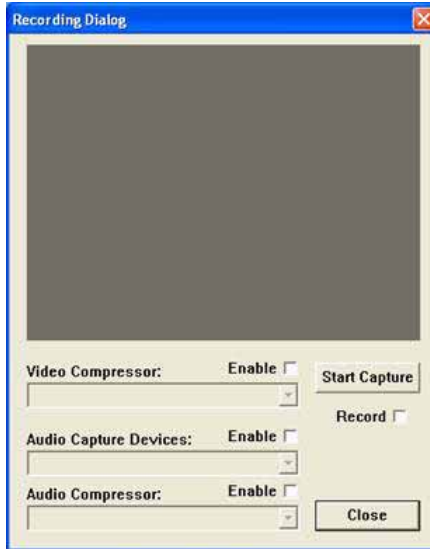 Recording Dialog
Video Compressor: Enable
Start Capture
Record
Audio Capture Devices: Enable
Audio Compressor: Enable
Close